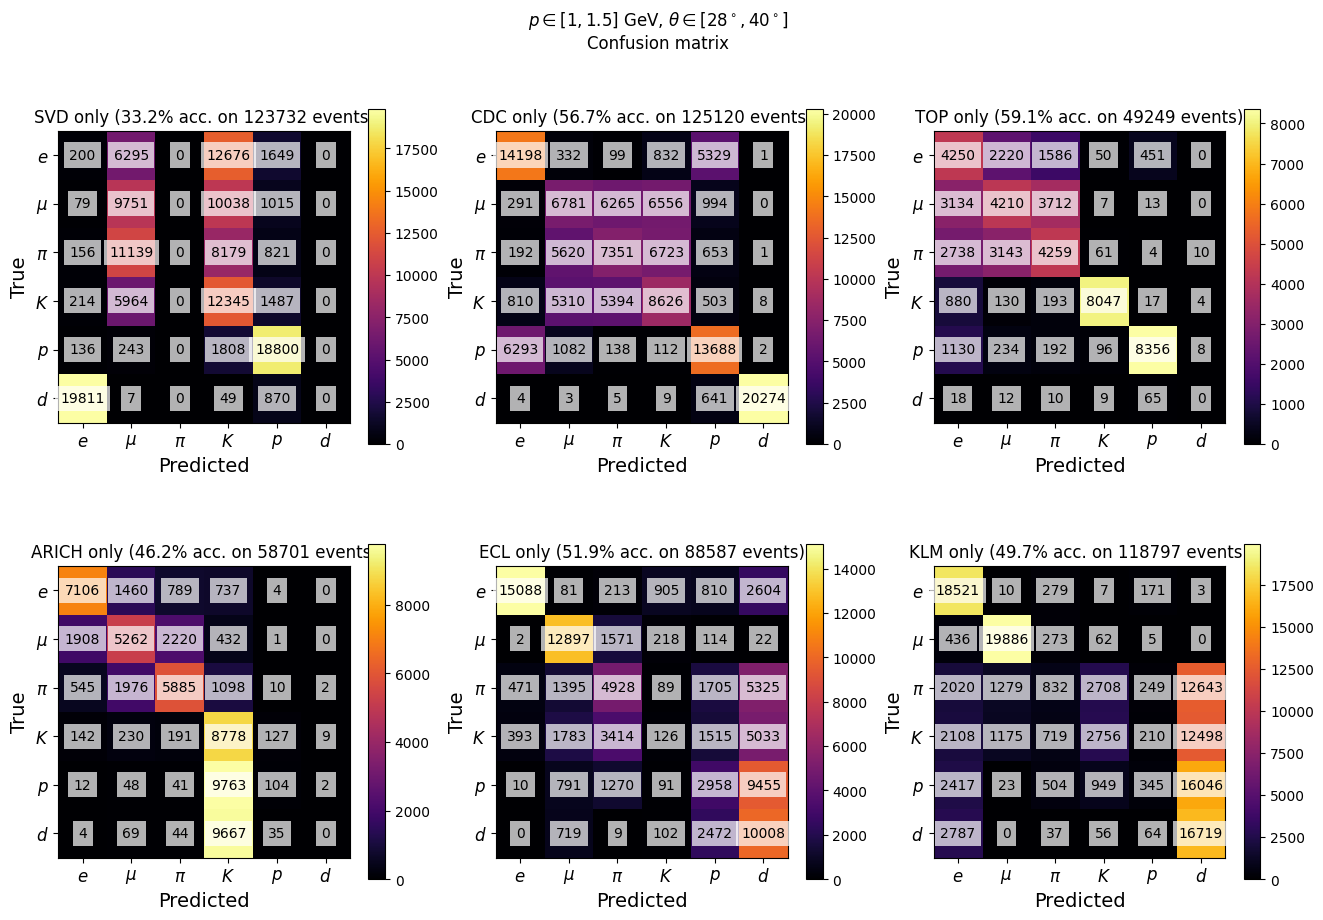 p ∈ [1, 1.5] GeV, θ ∈ [28°, 40°]
Confusion matrix
SVD only (33.2% acc. on 123732 events
True
e 200 6295 0 12676 1649 0
μ 79 9751 0 10038 1015 0
π 156 11139 0 8179 821 0
K 214 5964 0 12345 1487 0
p 136 243 0 1808 18800 0
d 19811 7 0 49 870 0
e μ π K p d
Predicted
17500
15000
12500
10000
7500
5000
2500
0
CDC only (56.7% acc. on 125120 events
True
e 14198 332 99 832 5329 1
μ 291 6781 6265 6556 994 0
π 192 5620 7351 6723 653 1
K 810 5310 5394 8626 503 8
p 6293 1082 138 112 13688 2
d 4 3 5 9 641 20274
e μ π K p d
Predicted
20000
17500
15000
12500
10000
7500
5000
2500
0
TOP only (59.1% acc. on 49249 events)
True
e 4250 2220 1586 50 451 0
μ 3134 4210 3712 7 13 0
π 2738 3143 4259 61 4 10
K 880 130 193 8047 17 4
p 1130 234 192 96 8356 8
d 18 12 10 9 65 0
e μ π K p d
Predicted
8000
7000
6000
5000
4000
3000
2000
1000
0
ARICH only (46.2% acc. on 58701 events
True
e 7106 1460 789 737 4 0
μ 1908 5262 2220 432 1 0
π 545 1976 5885 1098 10 2
K 142 230 191 8778 127 9
p 12 48 41 9763 104 2
d 4 69 44 9667 35 0
e μ π K p d
Predicted
8000
6000
4000
2000
0
ECL only (51.9% acc. on 88587 events)
True
e 15088 81 213 905 810 2604
μ 2 12897 1571 218 114 22
π 471 1395 4928 89 1705 5325
K 393 1783 3414 126 1515 5033
p 10 791 1270 91 2958 9455
d 0 719 9 102 2472 10008
e μ π K p d
Predicted
14000
12000
10000
8000
6000
4000
2000
0
KLM only (49.7% acc. on 118797 events
True
e 18521 10 279 7 171 3
μ 436 19886 273 62 5 0
π 2020 1279 832 2708 249 12643
K 2108 1175 719 2756 210 12498
p 2417 23 504 949 345 16046
d 2787 0 37 56 64 16719
e μ π K p d
Predicted
17500
15000
12500
10000
7500
5000
2500
0